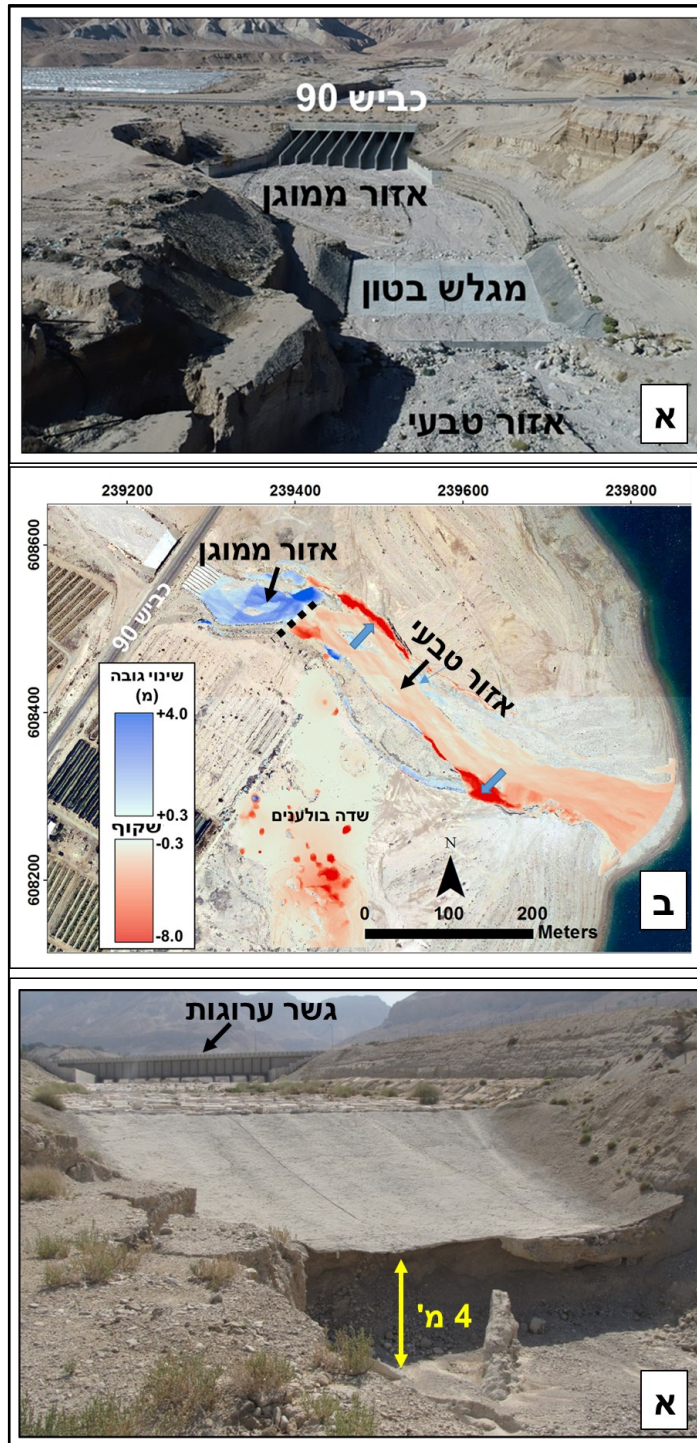 כביש 90
אזור ממוגן
מגלש בטון
אזור טבעי
א
239200 239400 239600 239800
608600
608400
608200
אזור ממוגן
כביש 90
אזור טבעי
שינוי גובה
(מ)
+4.0
+0.3
שקוף
-0.3
-8.0
שדה בולענים
N
0 100 200
Meters
ב
גשר ערוגות
4 מ'
א